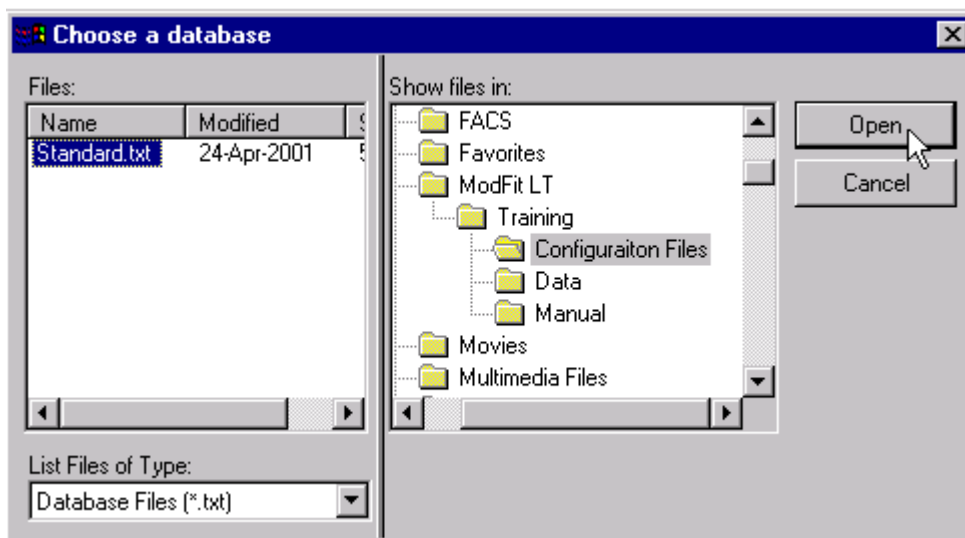 Choose a database
Files:
Name Modified
Standard.txt 24-Apr-2001
List Files of Type:
Database Files (*.txt)
Show files in:
FACS
Favorites
ModFit LT
Training
Configuraiton Files
Data
Manual
Movies
Multimedia Files
Open
Cancel